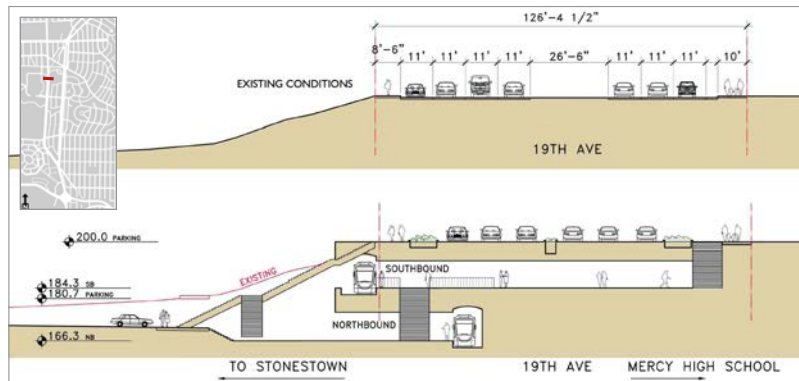 126'-4 1/2"
8'-6" 11' 11' 11' 11' 26'-6" 11' 11' 11' 10'
EXISTING CONDITIONS
19TH AVE
200.0 PARKING
EXISTING
SOUTHBOUND
184.3 SB
180.7 PARKING
NORTHBOUND
166.3 NB
TO STONESTOWN 19TH AVE MERCY HIGH SCHOOL